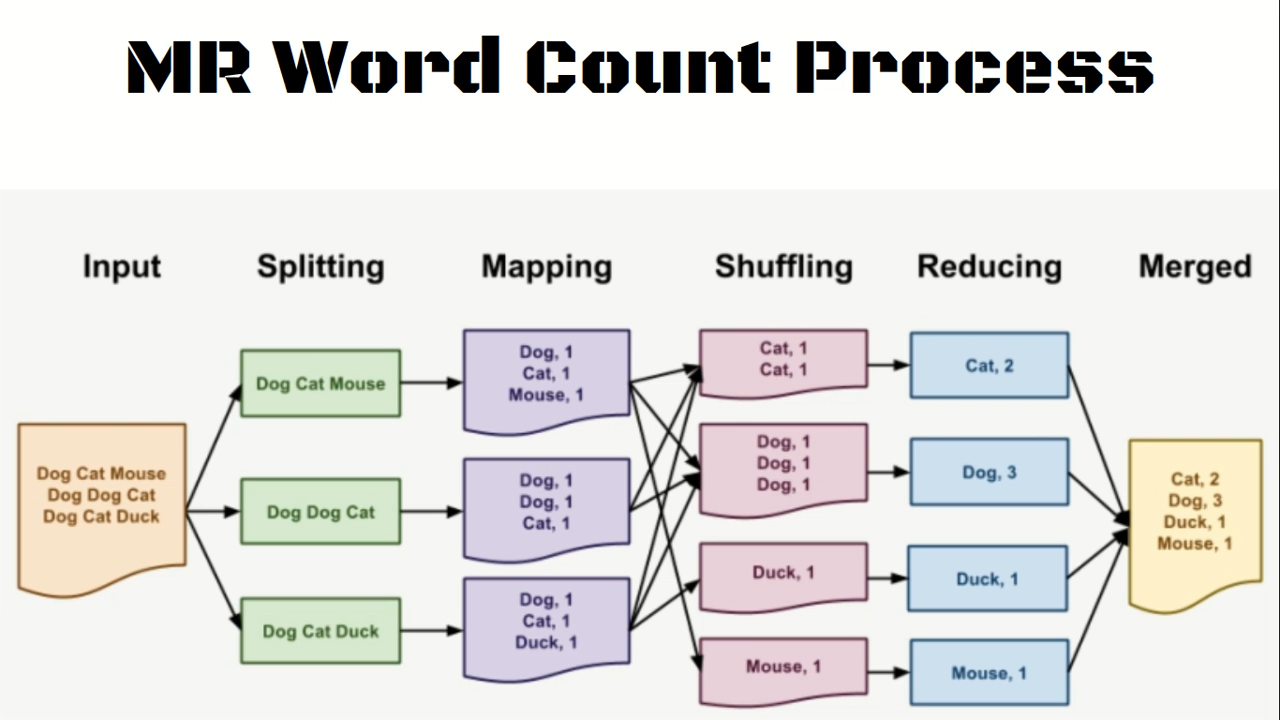 MR Word Count Process
Input
Splitting
Mapping
Shuffling
Reducing
Merged
Dog Cat Mouse
Dog Dog Cat
Dog Cat Duck
Dog Cat Mouse
Dog Dog Cat
Dog Cat Duck
Dog, 1
Cat, 1
Mouse, 1
Dog, 1
Dog, 1
Cat, 1
Dog, 1
Cat, 1
Duck, 1
Cat, 1
Cat, 1
Dog, 1
Dog, 1
Dog, 1
Duck, 1
Mouse, 1
Cat, 2
Dog, 3
Duck, 1
Mouse, 1
Cat, 2
Dog, 3
Duck, 1
Mouse, 1